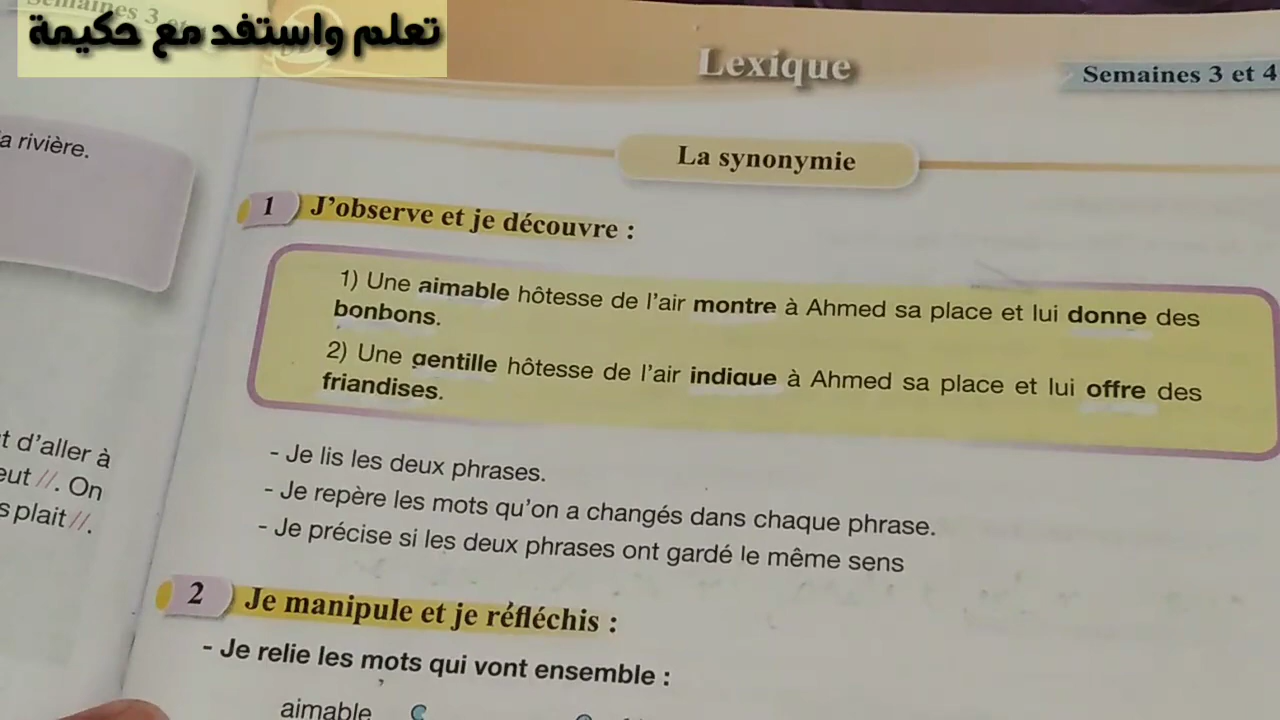 Semaines 3 et
تعلم واستفد مع حكيمة
Lexique
Semaines 3 et 4
a rivière.
La synonymie
1 J'observe et je découvre :
1) Une aimable hôtesse de l'air montre à Ahmed sa place et lui donne des
bonbons.
2) Une gentille hôtesse de l'air indique à Ahmed sa place et lui offre des
friandises.
t d'aller à
eut //. On
s plait //.
- Je lis les deux phrases.
- Je repère les mots qu'on a changés dans chaque phrase.
- Je précise si les deux phrases ont gardé le même sens
2 Je manipule et je réfléchis :
- Je relie les mots qui vont ensemble :
aimable